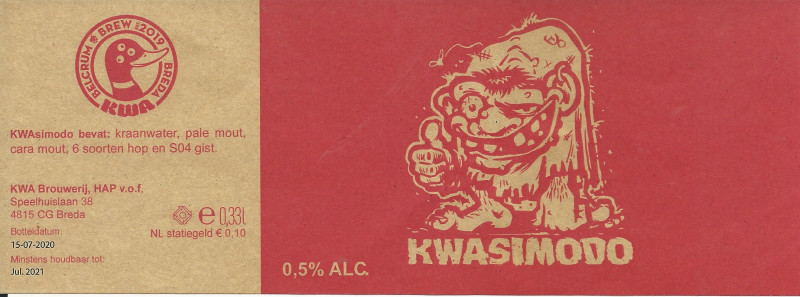 BELCRUM BREW SINDS 2019 BREDA
KWA
KWAsimodo bevat: kraanwater, pale mout,
cara mout, 6 soorten hop en S04 gist.
KWA Brouwerij, HAP v.o.f.
Speelhuislaan 38
4815 CG Breda
Botteldatum:
15-07-2020
Minstens houdbaar tot:
Jul. 2021
e 0,33l
NL statiegeld € 0,10
0,5% ALC.
KWASIMODO